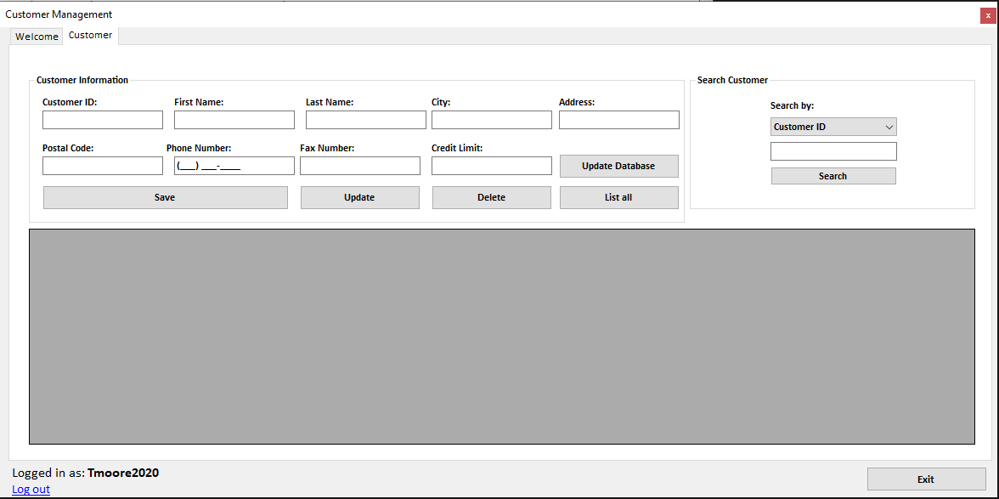 Customer Management
x
Welcome Customer
Customer Information
Customer ID: First Name: Last Name: City: Address:
Postal Code: Phone Number: Fax Number: Credit Limit:
(___) ___-____ Update Database
Save Update Delete List all
Search Customer
Search by:
Customer ID
Search
Logged in as: Tmoore2020
Log out
Exit